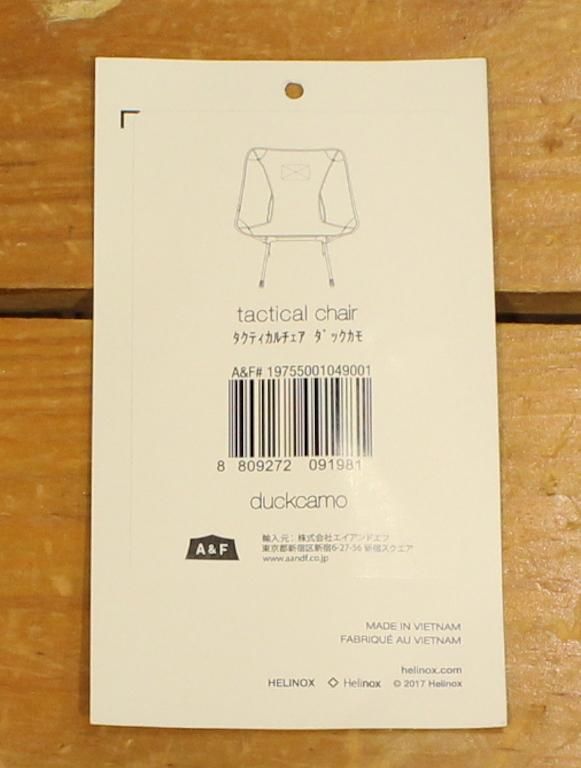 tactical chair
タクティカルチェア ダックカモ
A&F# 19755001049001
8 809272 091981
duckcamo
A&F
輸入元：株式会社エイアンドエフ
東京都新宿区新宿6-27-56 新宿スクエア
www.aandf.co.jp
MADE IN VIETNAM
FABRIQUÉ AU VIETNAM
helinox.com
HELINOX Helinox © 2017 Helinox